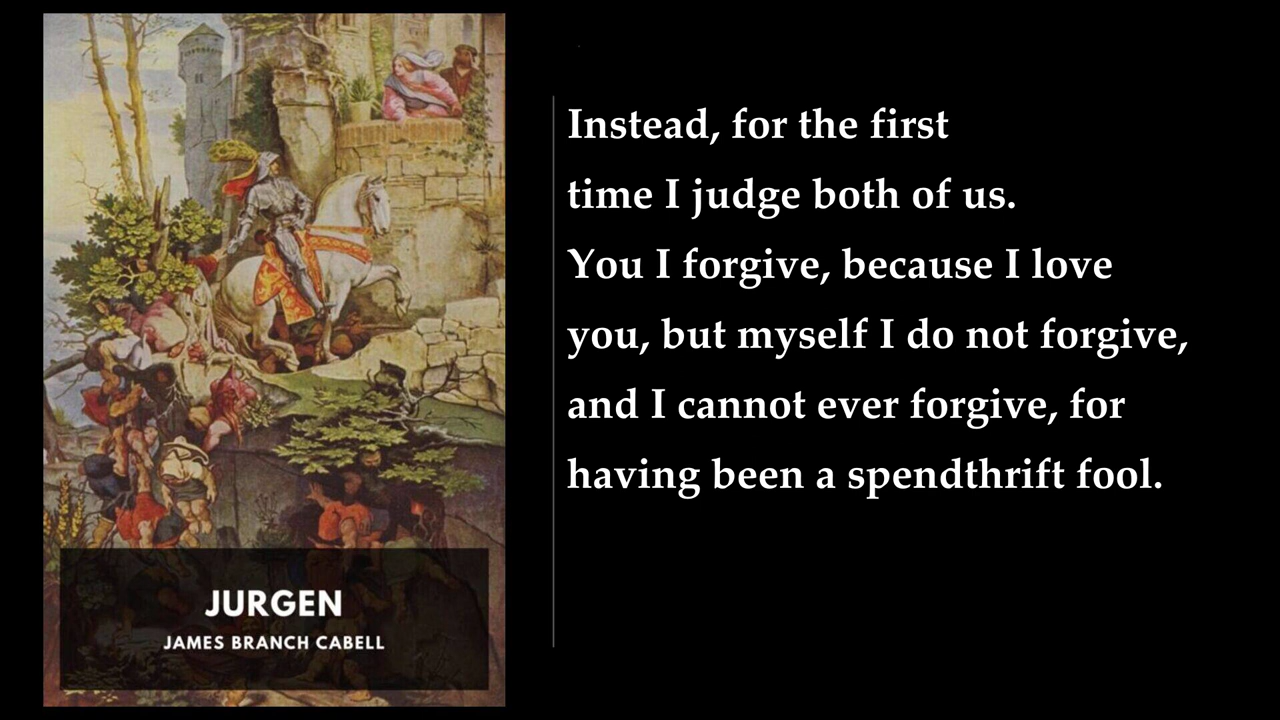 Instead, for the first
time I judge both of us.
You I forgive, because I love
you, but myself I do not forgive,
and I cannot ever forgive, for
having been a spendthrift fool.
JURGEN
JAMES BRANCH CABELL